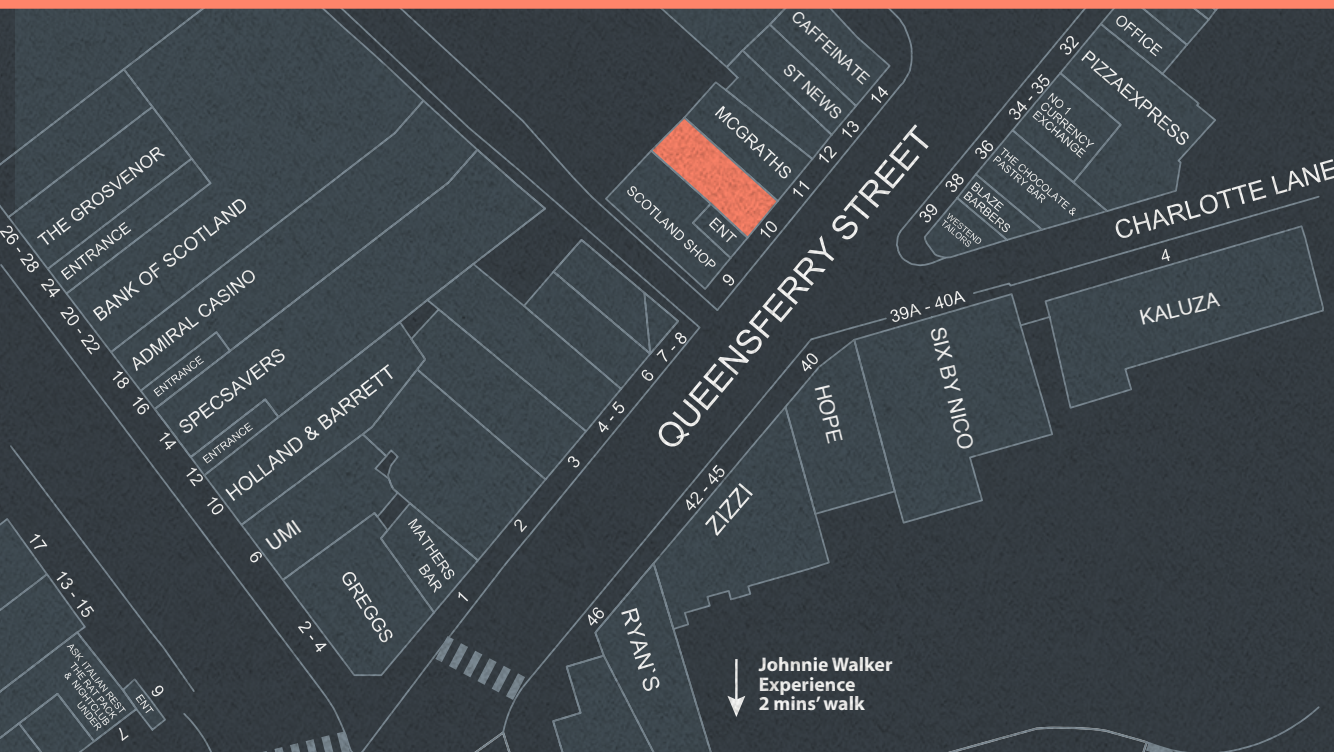 CAFFEINATE
ST NEWS
MCGRATHS
SCOTLAND SHOP
ENT
14
13
12
11
10
9
QUEENSFERRY STREET
OFFICE
PIZZAEXPRESS
NO 1
CURRENCY
EXCHANGE
THE CHOCOLATE &
PASTRY BAR
BLAZE
BARBERS
WESTEND
TAILORS
32
34 - 35
36
38
39
CHARLOTTE LANE
4
KALUZA
39A - 40A
SIX BY NICO
40
HOPE
42 - 45
ZIZZI
46
RYAN`S
THE GROSVENOR
ENTRANCE
BANK OF SCOTLAND
ADMIRAL CASINO
ENTRANCE
SPECSAVERS
ENTRANCE
HOLLAND & BARRETT
UMI
GREGGS
MATHERS
BAR
26 - 28
24
20 - 22
18
16
14
12
10
6
2 - 4
7 - 8
6
4 - 5
3
2
1
17
13 - 15
ASK ITALIAN REST
THE RAT PACK
& NIGHTCLUB
UNDER
9
ENT
7
Johnnie Walker
Experience
2 mins’ walk